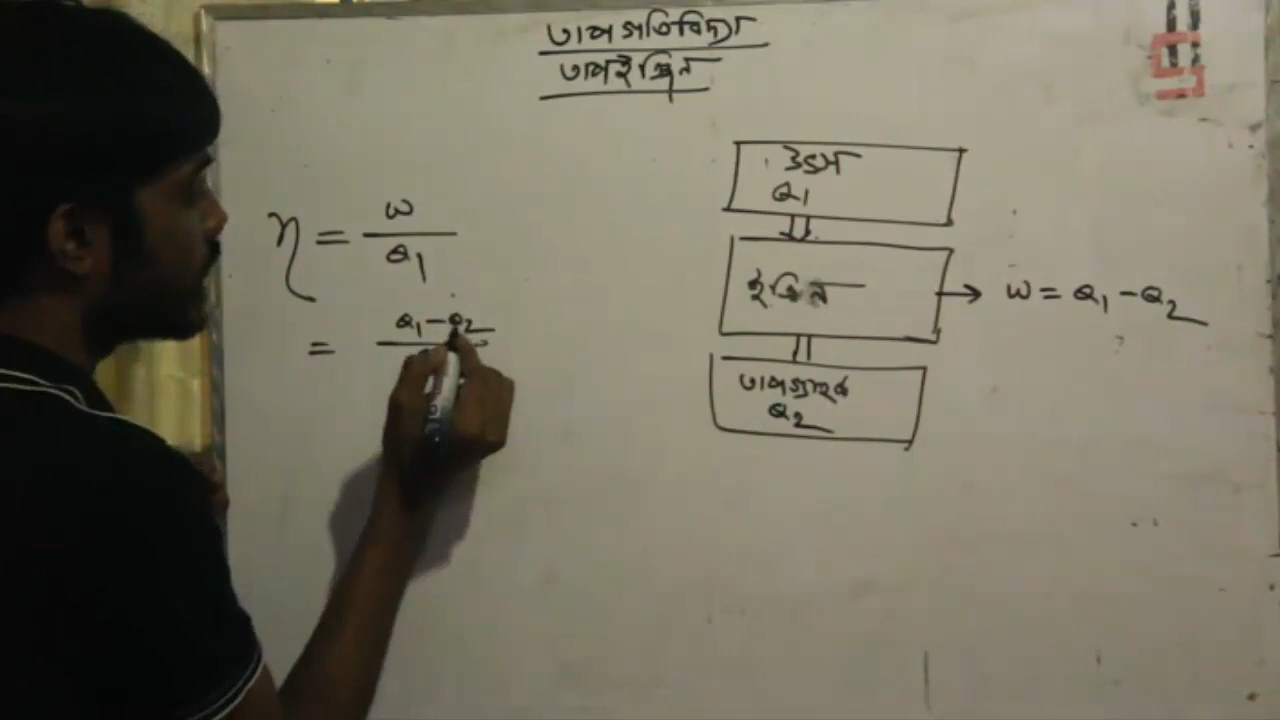 তাপগতিবিদ্যা
তাপইঞ্জিন
η = W / Q₁
= Q₁ - Q₂
উৎস
Q₁
ইঞ্জিন
→ W = Q₁ - Q₂
তাপগ্রাহক
Q₂